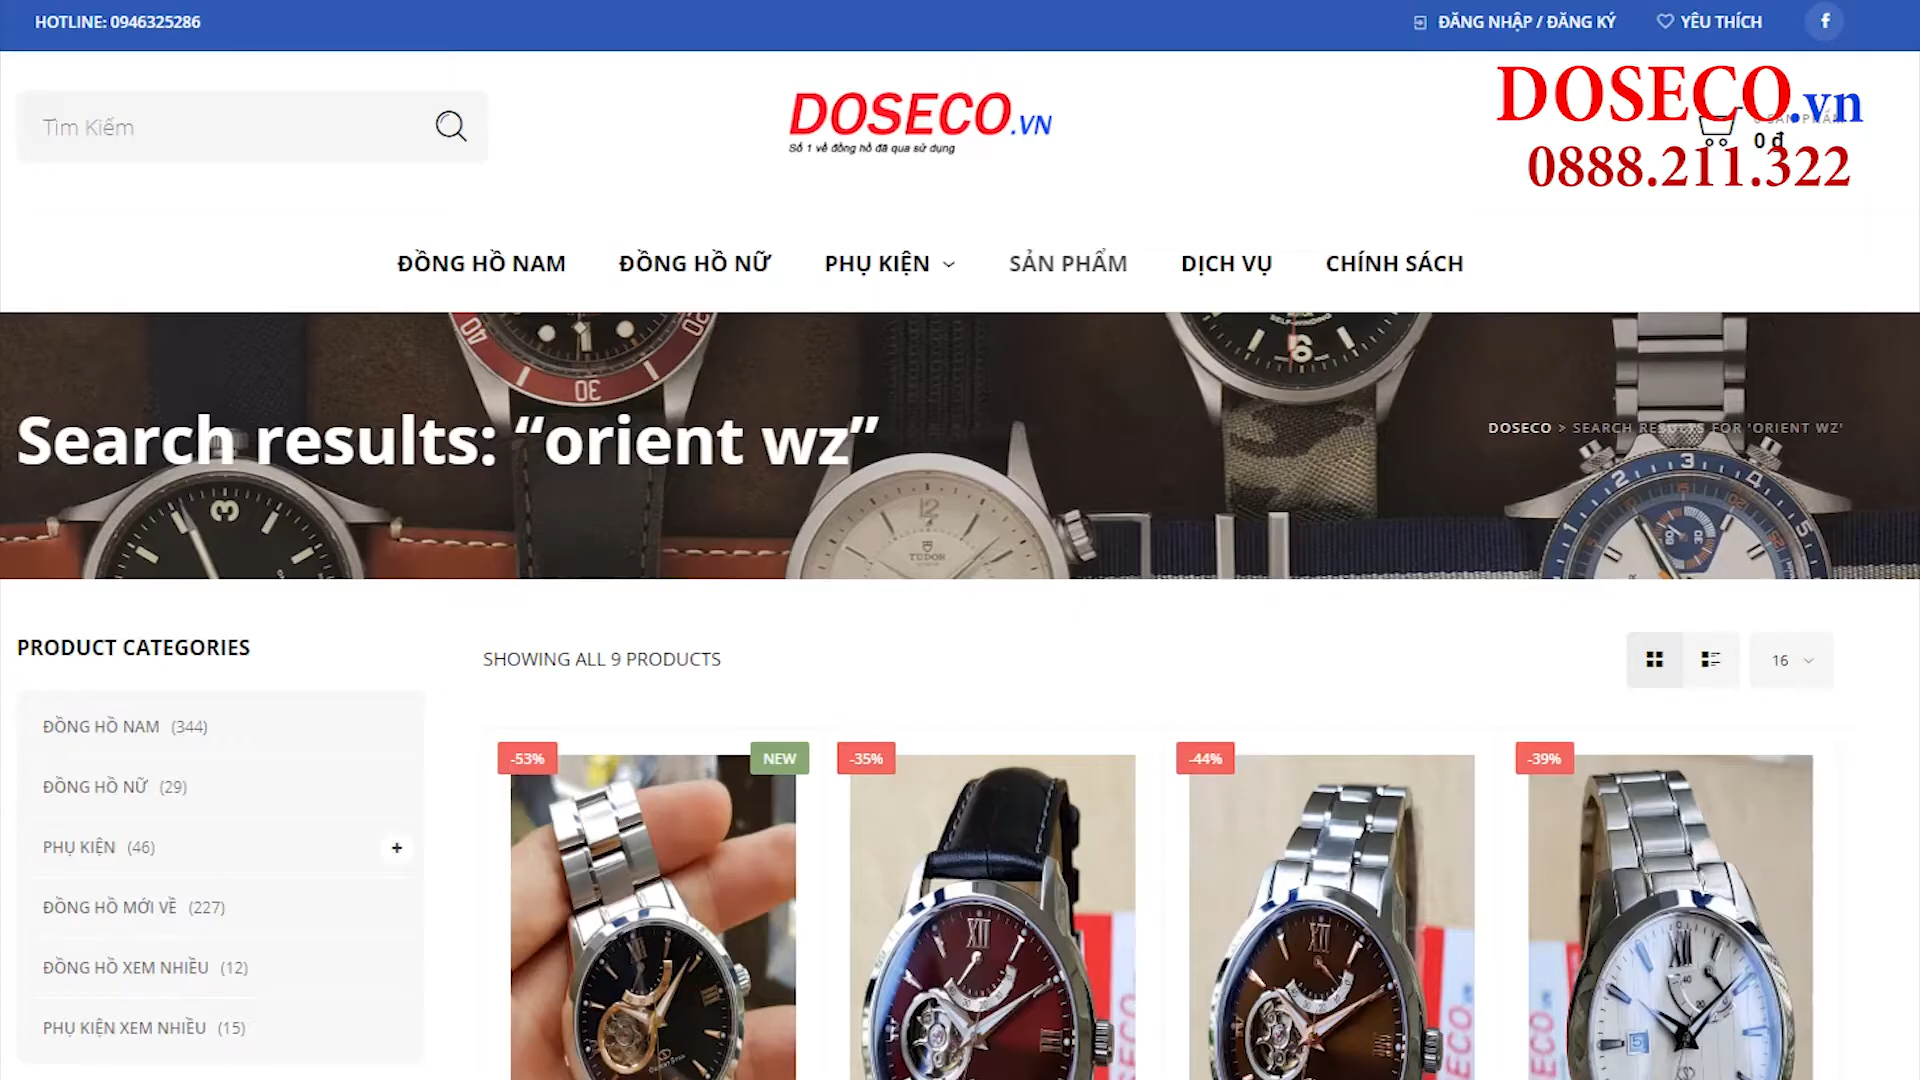 HOTLINE: 0946325286
ĐĂNG NHẬP / ĐĂNG KÝ
YÊU THÍCH
f
Tìm Kiếm
DOSECO.VN
Số 1 về đồng hồ đã qua sử dụng
DOSECO.vn
0 đ
0888.211.322
ĐỒNG HỒ NAM
ĐỒNG HỒ NỮ
PHỤ KIỆN
SẢN PHẨM
DỊCH VỤ
CHÍNH SÁCH
Search results: “orient wz”
DOSECO > SEARCH RESULTS FOR 'ORIENT WZ'
TUDOR
PRODUCT CATEGORIES
ĐỒNG HỒ NAM (344)
ĐỒNG HỒ NỮ (29)
PHỤ KIỆN (46)
+
ĐỒNG HỒ MỚI VỀ (227)
ĐỒNG HỒ XEM NHIỀU (12)
PHỤ KIỆN XEM NHIỀU (15)
SHOWING ALL 9 PRODUCTS
16
-53%
NEW
-35%
-44%
-39%